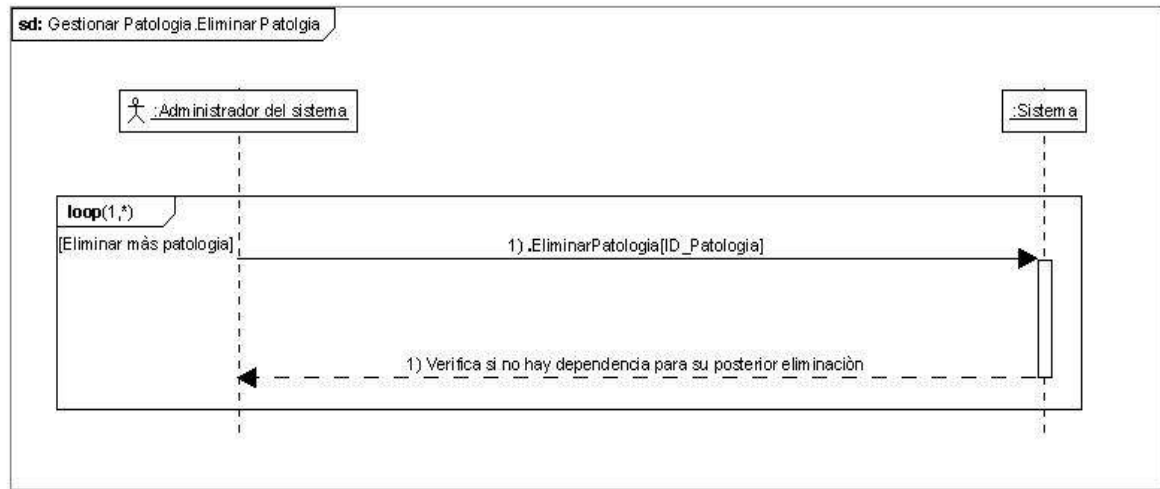 sd: Gestionar Patologia.Eliminar Patolgia
:Administrador del sistema
:Sistema
loop(1,*)
[Eliminar màs patologia]
1) .EliminarPatologia[ID_Patologia]
1) Verifica si no hay dependencia para su posterior eliminaciòn